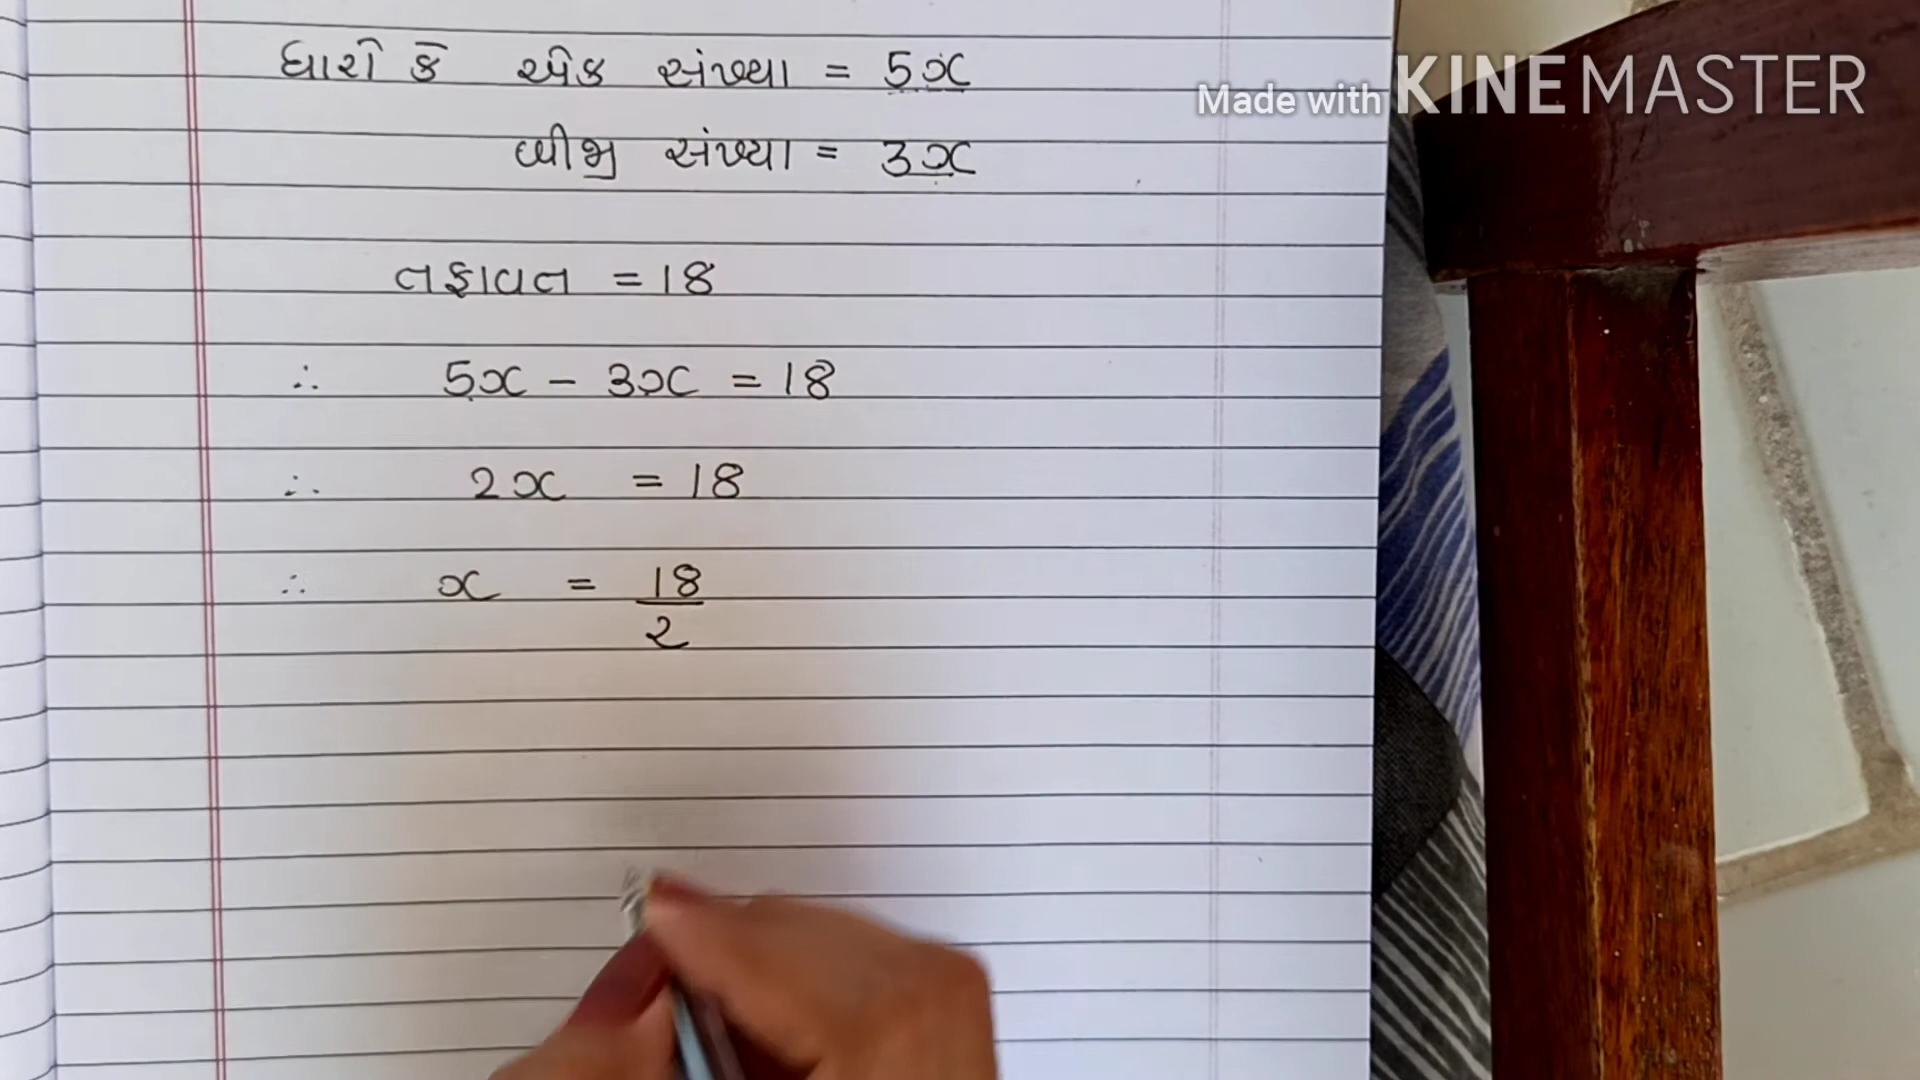 ધારો કે એક સંખ્યા = 5x
બીજી સંખ્યા = 3x
તફાવત = 18
∴ 5x - 3x = 18
∴ 2x = 18
∴ x = 18/2
Made with KINEMASTER